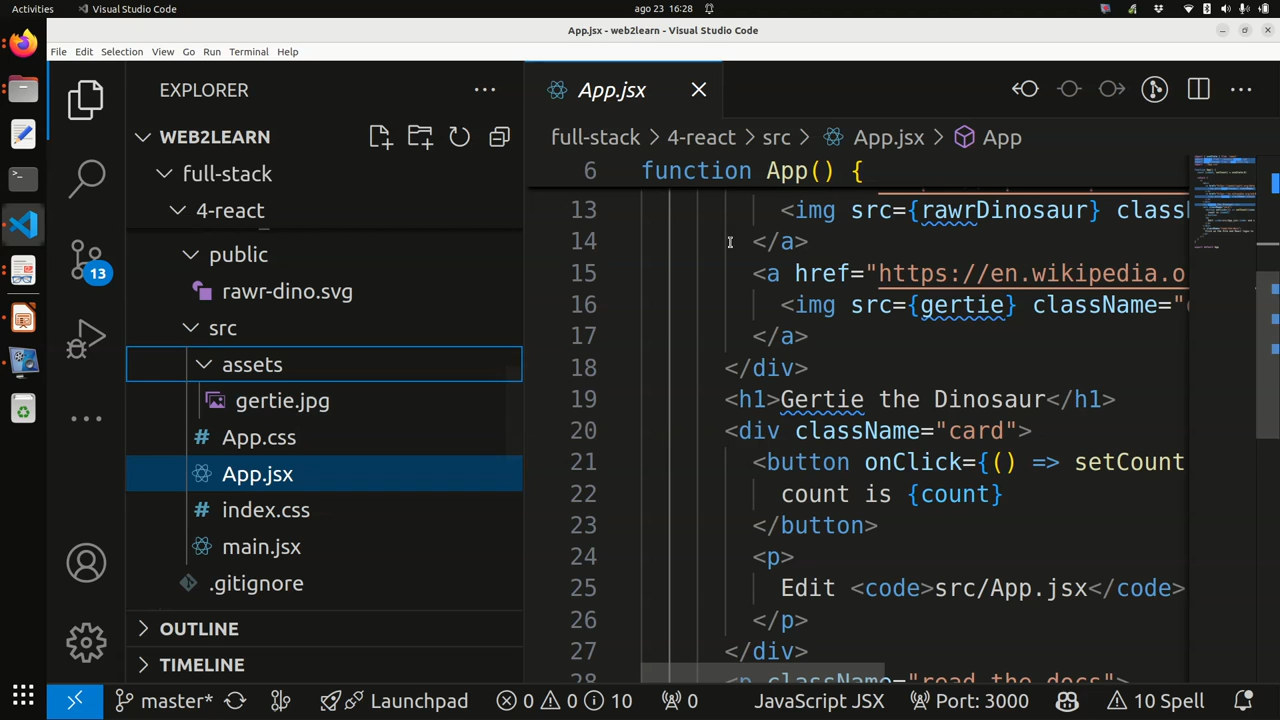 Activities Visual Studio Code ago 23 16:28
App.jsx - web2learn - Visual Studio Code
File Edit Selection View Go Run Terminal Help
EXPLORER
WEB2LEARN
full-stack
4-react
public
rawr-dino.svg
src
assets
gertie.jpg
App.css
App.jsx
index.css
main.jsx
.gitignore
OUTLINE
TIMELINE
13
App.jsx
full-stack > 4-react > src > App.jsx > App
6 function App() {
13 <img src={rawrDinosaur} class
14 </a>
15 <a href="https://en.wikipedia.o
16 <img src={gertie} className="
17 </a>
18 </div>
19 <h1>Gertie the Dinosaur</h1>
20 <div className="card">
21 <button onClick={() => setCount
22 count is {count}
23 </button>
24 <p>
25 Edit <code>src/App.jsx</code>
26 </p>
27 </div>
28 <p className="read-the-docs">
master* Launchpad 0 0 10 0 JavaScript JSX Port: 3000 10 Spell